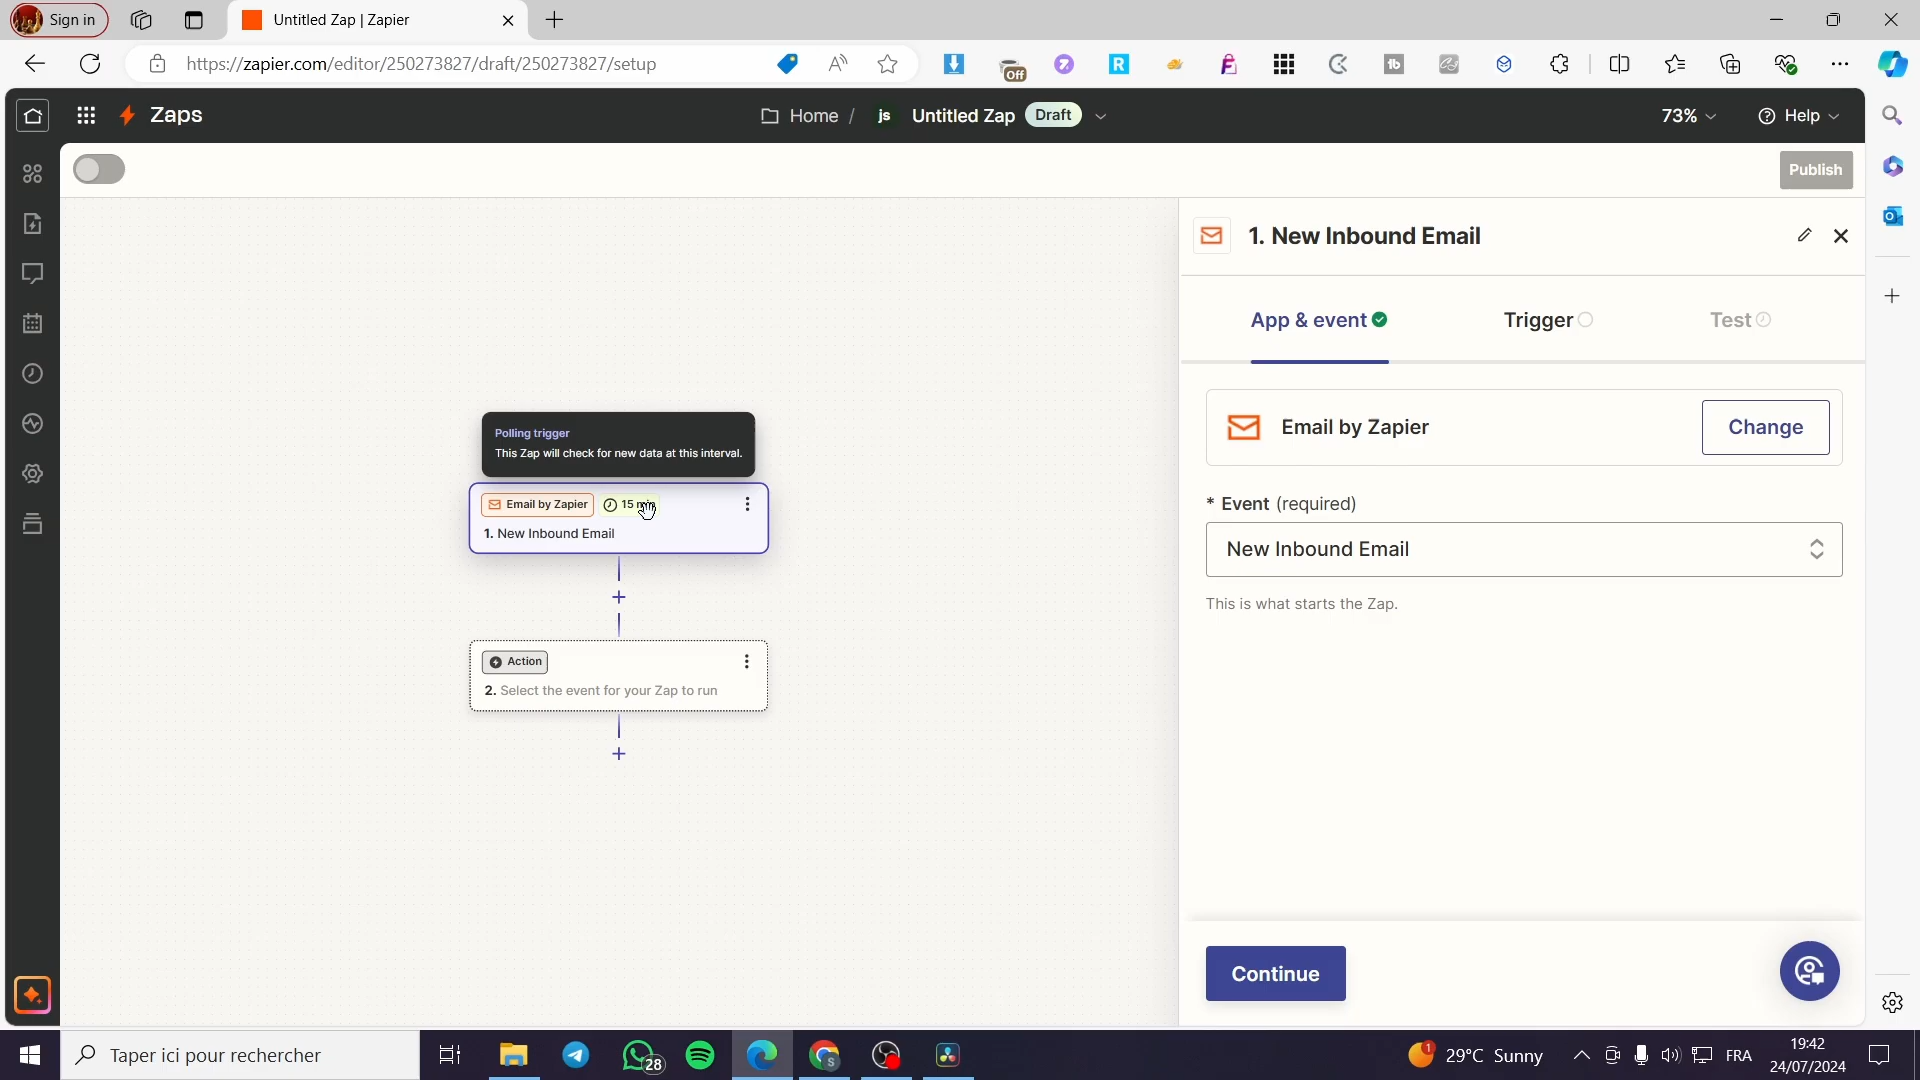 Sign in
Untitled Zap | Zapier
https://zapier.com/editor/250273827/draft/250273827/setup
Off
Zaps
Home / js Untitled Zap Draft
73%
Help
Publish
1. New Inbound Email
App & event
Trigger
Test
Email by Zapier
Change
* Event (required)
New Inbound Email
This is what starts the Zap.
Continue
Polling trigger
This Zap will check for new data at this interval.
Email by Zapier
15
1. New Inbound Email
Action
2. Select the event for your Zap to run
Taper ici pour rechercher
28
29°C Sunny
FRA
19:42
24/07/2024